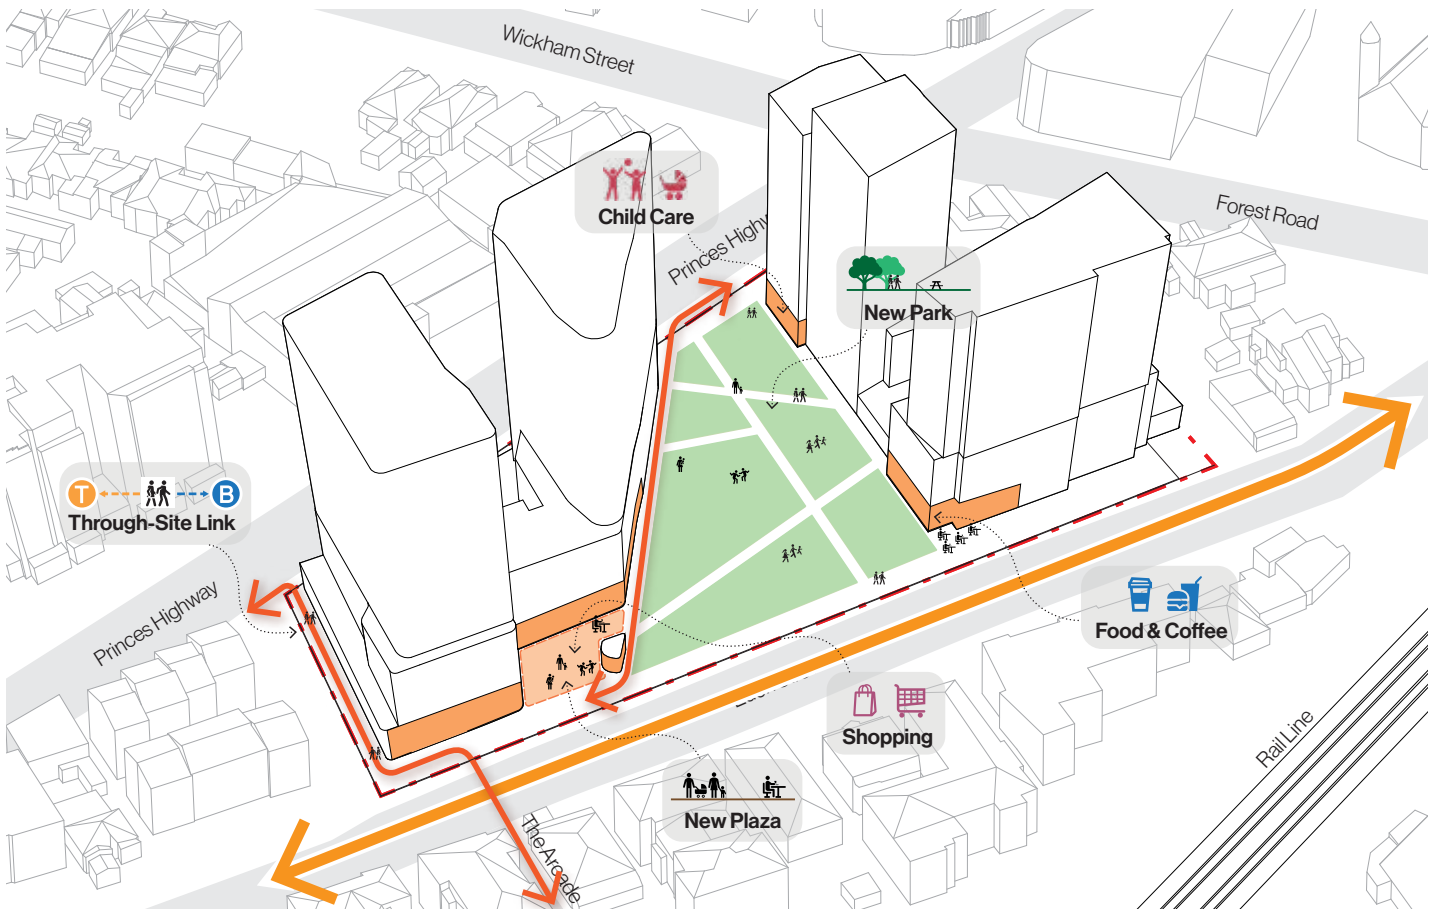 Wickham Street
Child Care
Forest Road
Princes Highw
New Park
T
B
Through-Site Link
Princes Highway
Food & Coffee
Shopping
Rail Line
New Plaza
The Arcade